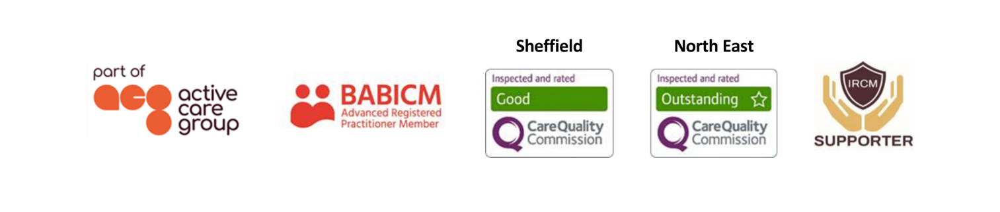 part of
acg
active
care
group
BABICM
Advanced Registered
Practitioner Member
Sheffield
Inspected and rated
Good
CareQuality
Commission
North East
Inspected and rated
Outstanding
CareQuality
Commission
IRCM
SUPPORTER